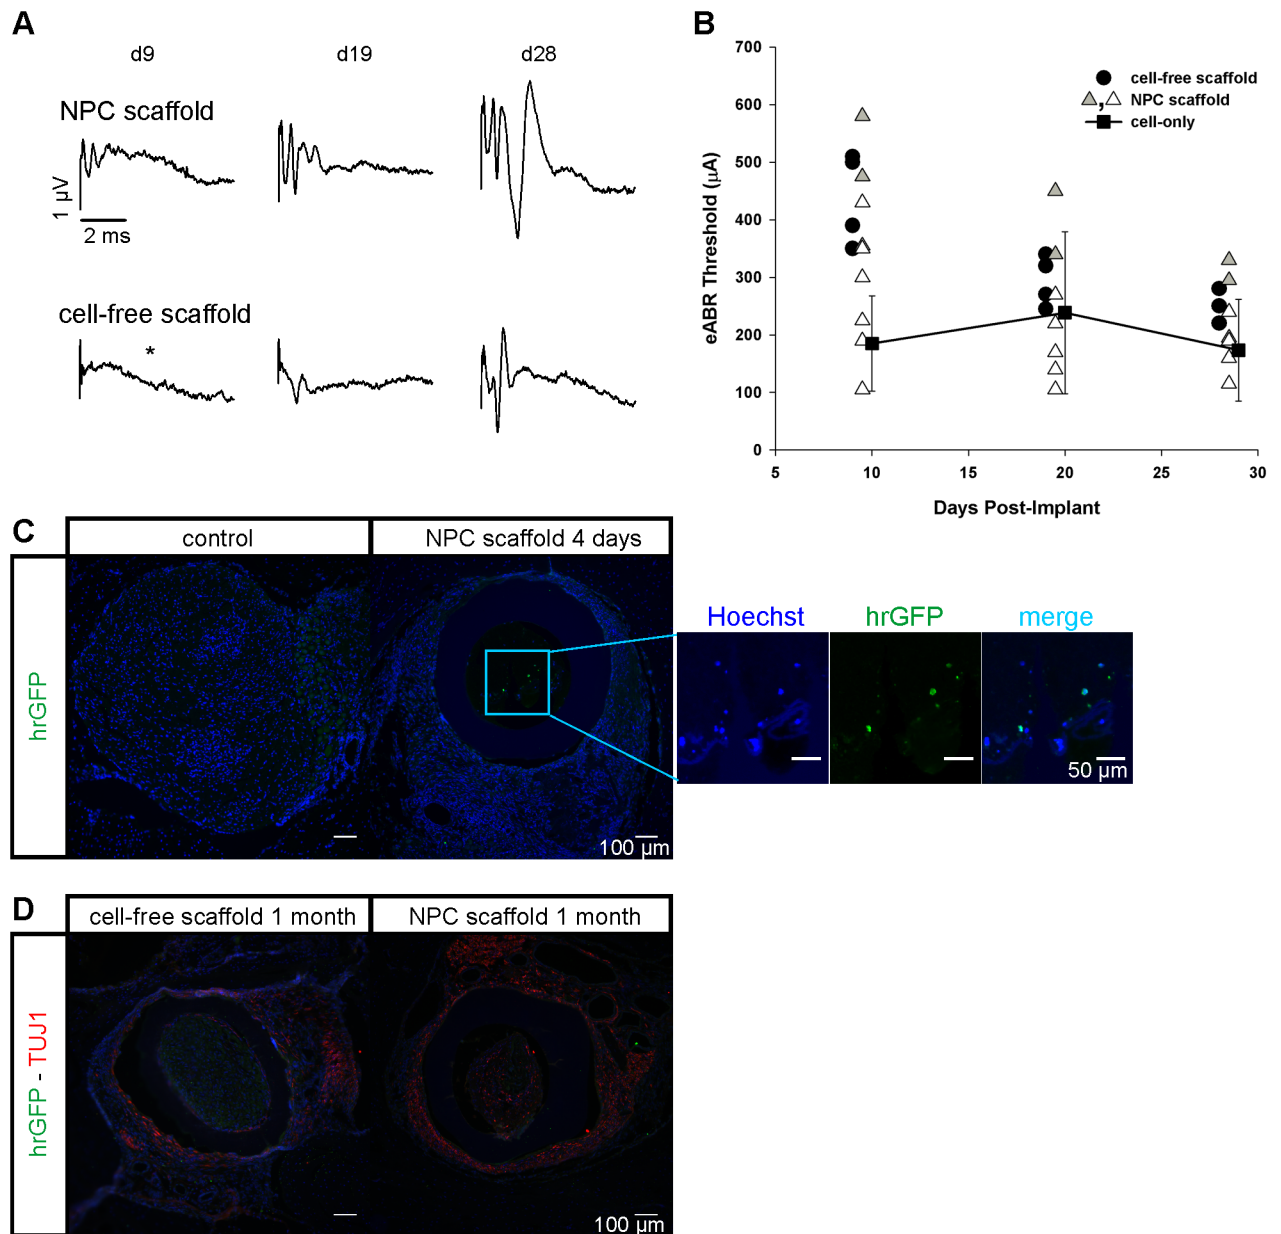 A
d9 d19 d28
NPC scaffold
1 µV
2 ms
cell-free scaffold
*
B
700
600
500
400
300
200
100
0
eABR Threshold (µA)
cell-free scaffold
, NPC scaffold
cell-only
5 10 15 20 25 30
Days Post-Implant
C
control NPC scaffold 4 days
hrGFP
100 µm
Hoechst hrGFP merge
50 µm
D
cell-free scaffold 1 month NPC scaffold 1 month
hrGFP - TUJ1
100 µm